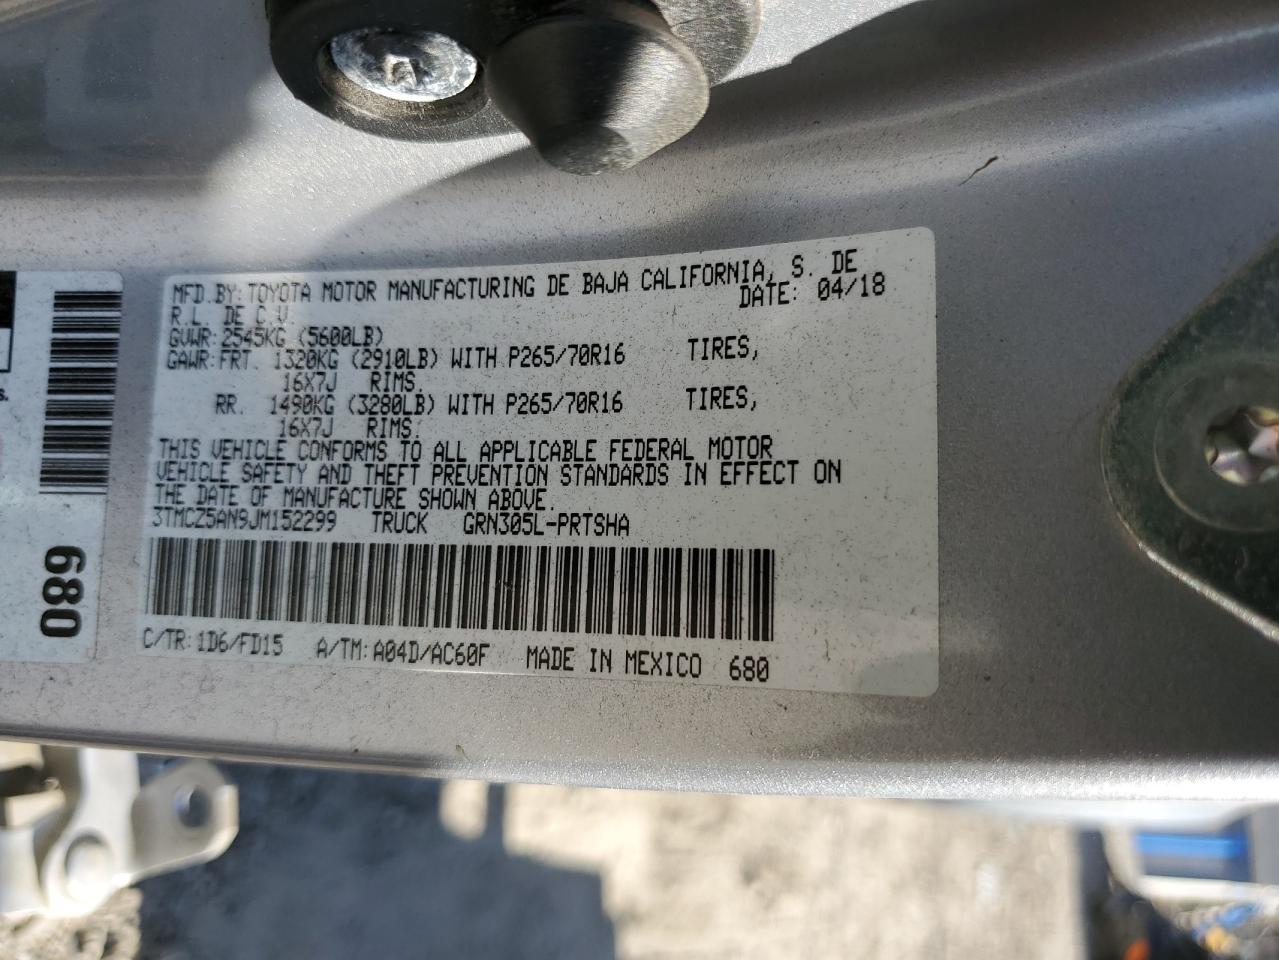 MFD. BY: TOYOTA MOTOR MANUFACTURING DE BAJA CALIFORNIA, S. DE
R.L. DE C.V. DATE: 04/18
GVWR: 2545KG (5600LB)
GAWR: FRT. 1320KG (2910LB) WITH P265/70R16 TIRES,
16X7J RIMS.
RR. 1490KG (3280LB) WITH P265/70R16 TIRES,
16X7J RIMS.
THIS VEHICLE CONFORMS TO ALL APPLICABLE FEDERAL MOTOR
VEHICLE SAFETY AND THEFT PREVENTION STANDARDS IN EFFECT ON
THE DATE OF MANUFACTURE SHOWN ABOVE.
3TMCZ5AN9JM152299 TRUCK GRN305L-PRTSHA
C/TR: 1D6/FD15 A/TM: A04D/AC60F MADE IN MEXICO 680
s.
680